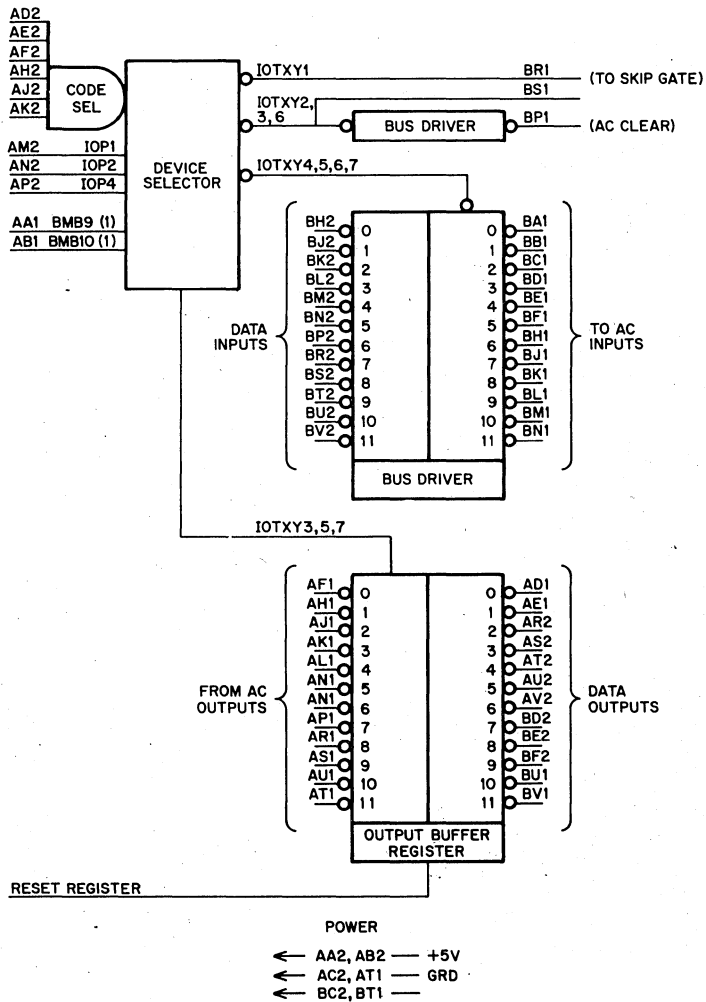 AD2
AE2
AF2
AH2
AJ2
AK2
CODE
SEL
AM2 IOP1
AN2 IOP2
AP2 IOP4
AA1 BMB9 (1)
AB1 BMB10 (1)
DEVICE
SELECTOR
IOTXY1 BR1 (TO SKIP GATE)
BS1
IOTXY2,
3,6
BUS DRIVER
BP1 (AC CLEAR)
IOTXY4,5,6,7
DATA
INPUTS
BH2 0 0 BA1
BJ2 1 1 BB1
BK2 2 2 BC1
BL2 3 3 BD1
BM2 4 4 BE1
BN2 5 5 BF1
BP2 6 6 BH1
BR2 7 7 BJ1
BS2 8 8 BK1
BT2 9 9 BL1
BU2 10 10 BM1
BV2 11 11 BN1
TO AC
INPUTS
BUS DRIVER
IOTXY3,5,7
FROM AC
OUTPUTS
AF1 0 0 AD1
AH1 1 1 AE1
AJ1 2 2 AR2
AK1 3 3 AS2
AL1 4 4 AT2
AN1 5 5 AU2
AN1 6 6 AV2
AP1 7 7 BD2
AR1 8 8 BE2
AS1 9 9 BF2
AU1 10 10 BU1
AT1 11 11 BV1
DATA
OUTPUTS
OUTPUT BUFFER
REGISTER
RESET REGISTER
POWER
AA2, AB2 — +5V
AC2, AT1 — GRD
BC2, BT1 —